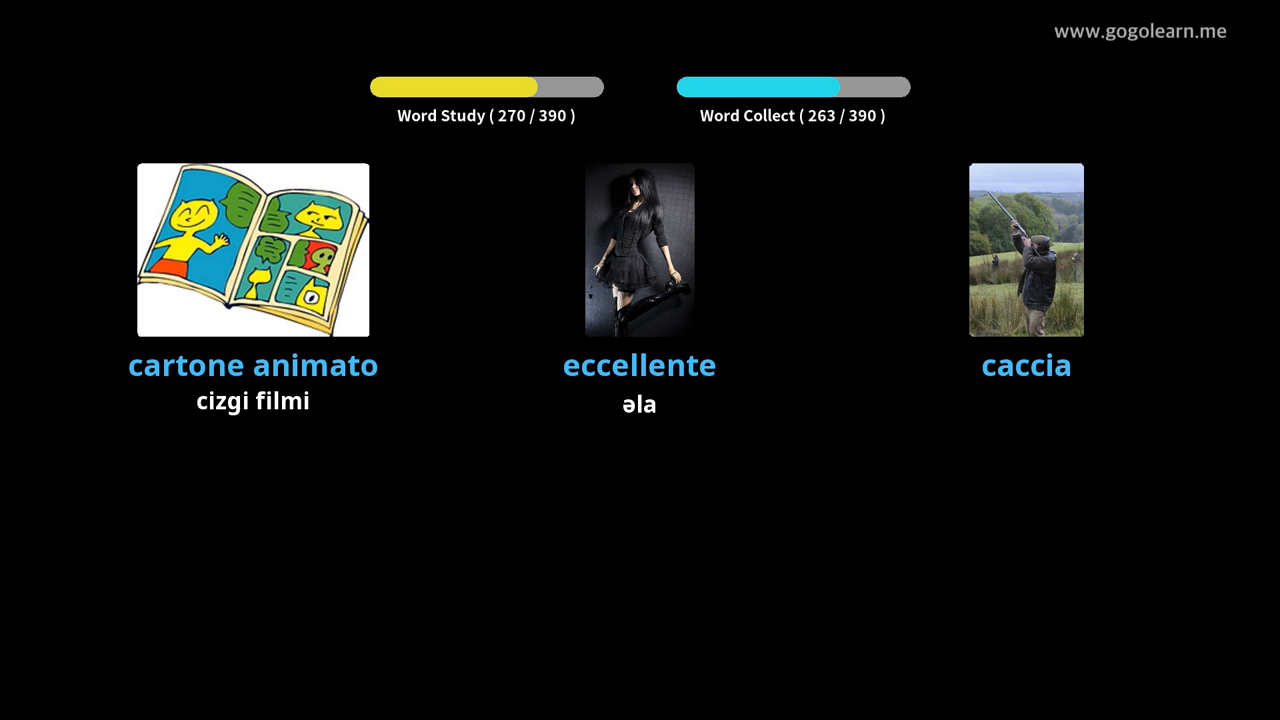 www.gogolearn.me
Word Study ( 270 / 390 )
Word Collect ( 263 / 390 )
cartone animato
cizgi filmi
eccellente
əla
caccia